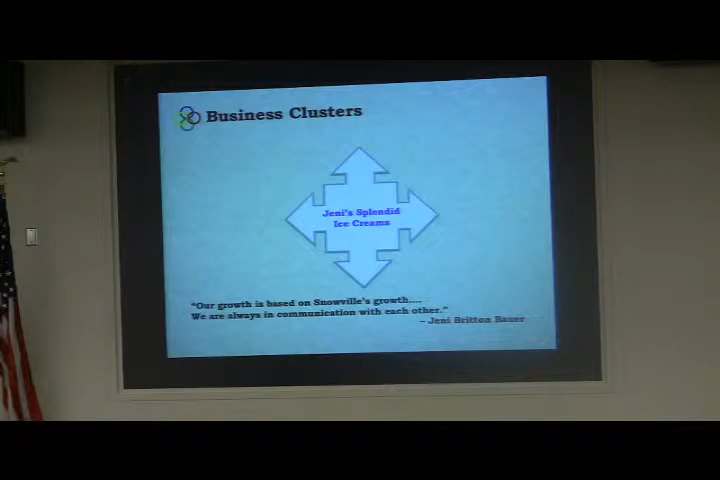 Business Clusters
Jeni's Splendid
Ice Creams
"Our growth is based on Snowville's growth....
We are always in communication with each other."
– Jeni Britton Bauer